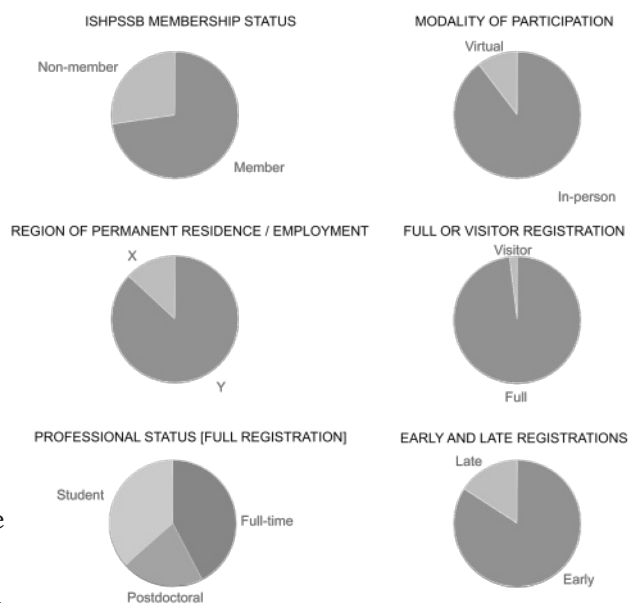 ISHPSSB MEMBERSHIP STATUS
Non-member
Member
MODALITY OF PARTICIPATION
Virtual
In-person
REGION OF PERMANENT RESIDENCE / EMPLOYMENT
X
Y
FULL OR VISITOR REGISTRATION
Visitor
Full
PROFESSIONAL STATUS [FULL REGISTRATION]
Student
Full-time
Postdoctoral
EARLY AND LATE REGISTRATIONS
Late
Early